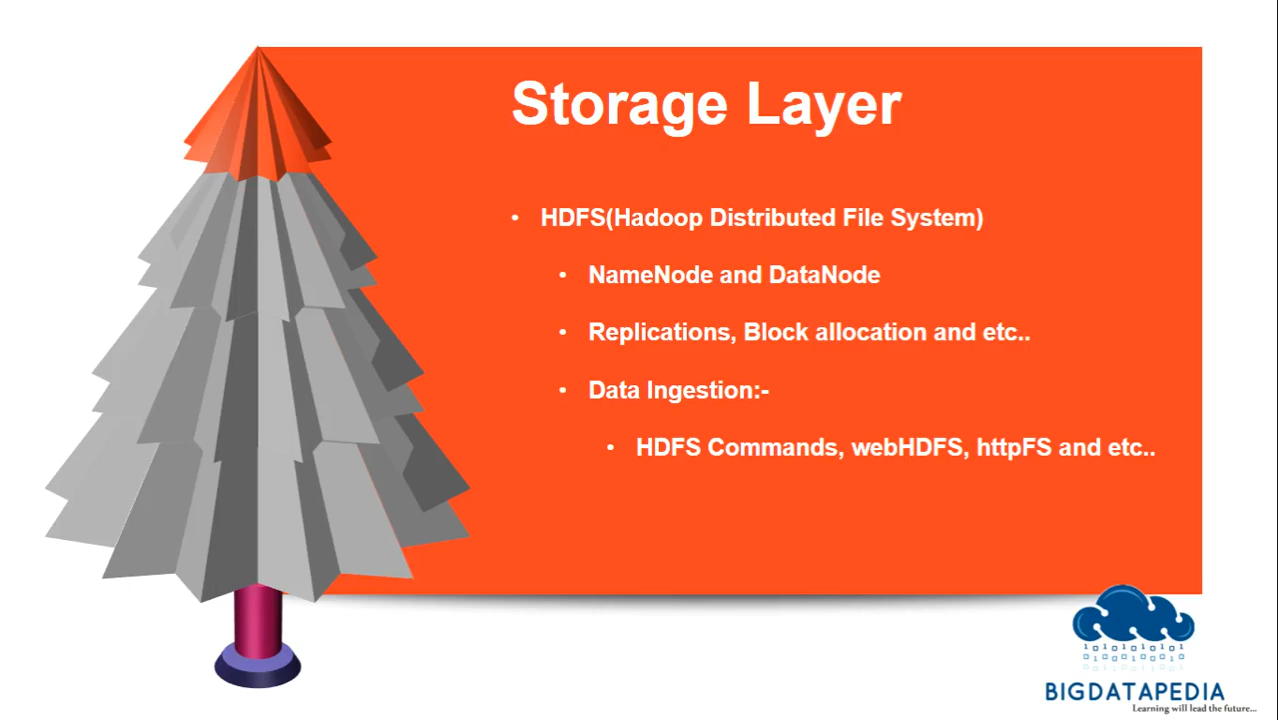 Storage Layer
• HDFS(Hadoop Distributed File System)
• NameNode and DataNode
• Replications, Block allocation and etc..
• Data Ingestion:-
• HDFS Commands, webHDFS, httpFS and etc..
BIGDATAPEDIA
Learning will lead the future...